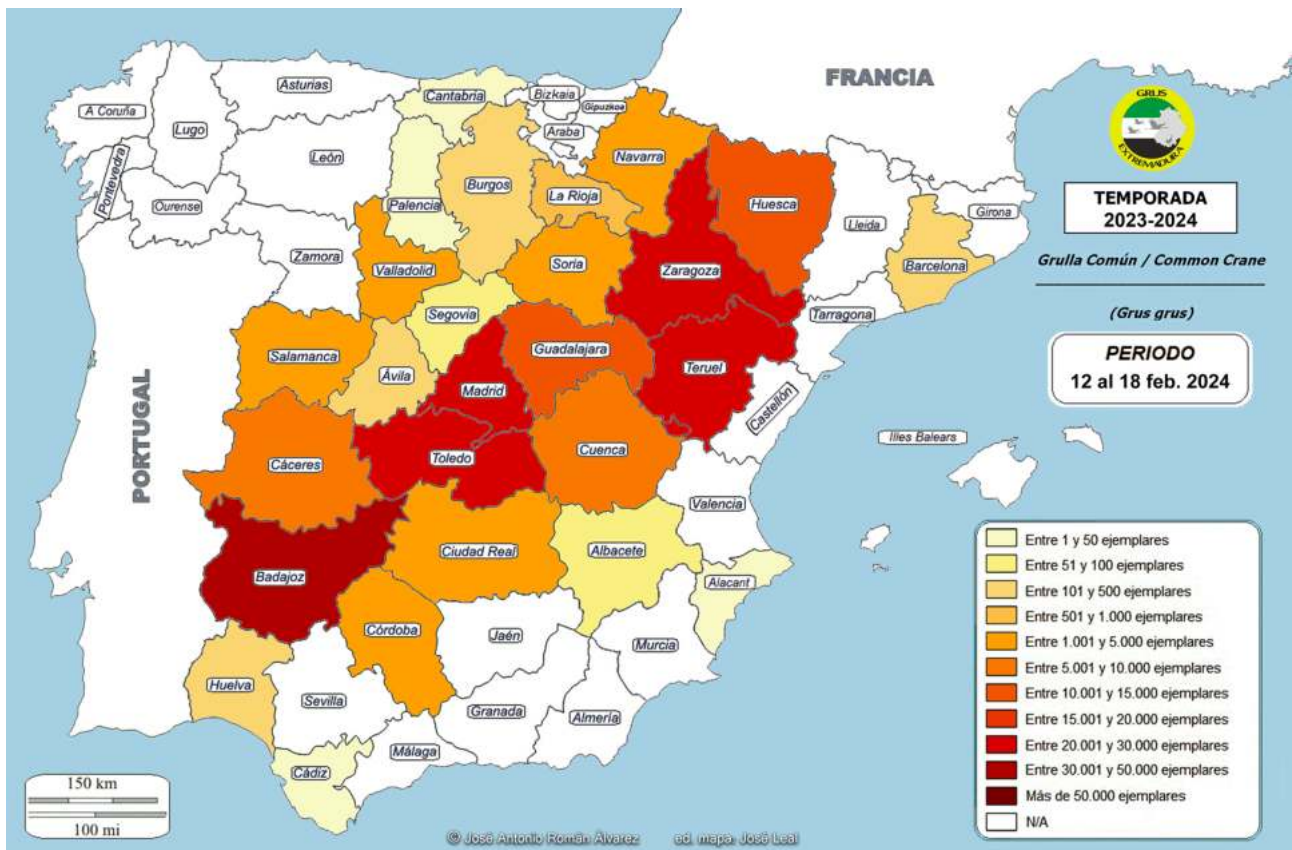 FRANCIA
PORTUGAL
A Coruña
Lugo
Pontevedra
Ourense
Asturias
León
Zamora
Cantabria
Palencia
Burgos
Bizkaia
Gipuzkoa
Araba
Navarra
La Rioja
Huesca
Lleida
Girona
Barcelona
Tarragona
Zaragoza
Soria
Valladolid
Segovia
Salamanca
Ávila
Madrid
Guadalajara
Teruel
Castellón
Cáceres
Toledo
Cuenca
Valencia
Illes Balears
Badajoz
Ciudad Real
Albacete
Alacant
Córdoba
Jaén
Murcia
Huelva
Sevilla
Granada
Almería
Málaga
Cádiz
GRUS
EXTREMADURA
TEMPORADA
2023-2024
Grulla Común / Common Crane
(Grus grus)
PERIODO
12 al 18 feb. 2024
Entre 1 y 50 ejemplares
Entre 51 y 100 ejemplares
Entre 101 y 500 ejemplares
Entre 501 y 1.000 ejemplares
Entre 1.001 y 5.000 ejemplares
Entre 5.001 y 10.000 ejemplares
Entre 10.001 y 15.000 ejemplares
Entre 15.001 y 20.000 ejemplares
Entre 20.001 y 30.000 ejemplares
Entre 30.001 y 50.000 ejemplares
Más de 50.000 ejemplares
N/A
150 km
100 mi
© José Antonio Román Álvarez ed. mapa: José Leal